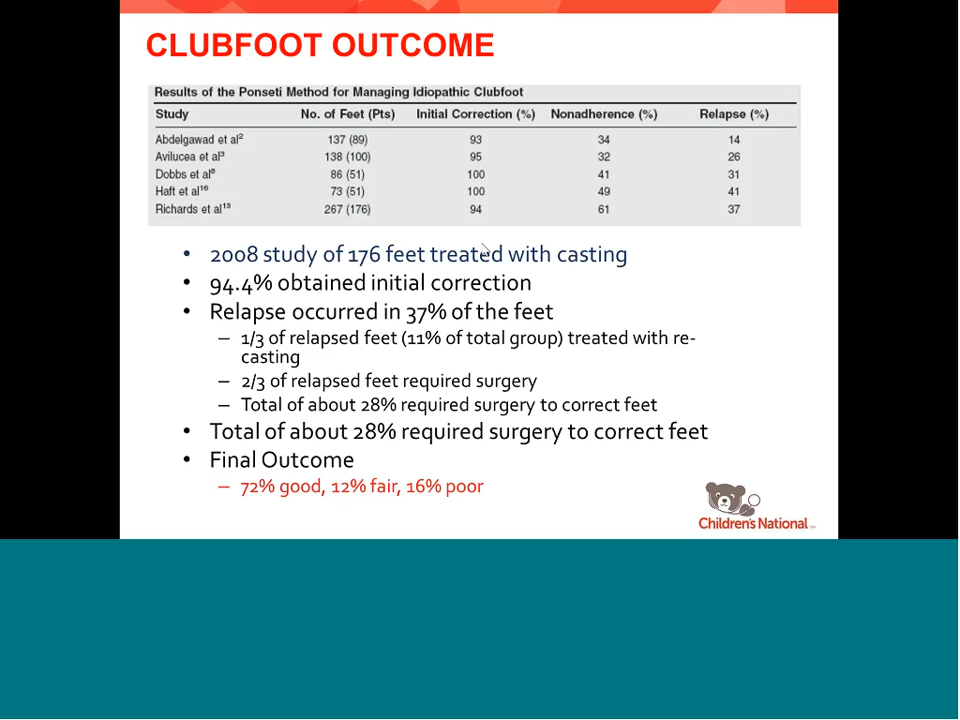 CLUBFOOT OUTCOME
Results of the Ponseti Method for Managing Idiopathic Clubfoot
Study No. of Feet (Pts) Initial Correction (%) Nonadherence (%) Relapse (%)
Abdelgawad et al² 137 (89) 93 34 14
Avilucea et al³ 138 (100) 95 32 26
Dobbs et al⁶ 86 (51) 100 41 31
Haft et al¹⁶ 73 (51) 100 49 41
Richards et al¹³ 267 (176) 94 61 37
• 2008 study of 176 feet treated with casting
• 94.4% obtained initial correction
• Relapse occurred in 37% of the feet
– 1/3 of relapsed feet (11% of total group) treated with re-
casting
– 2/3 of relapsed feet required surgery
– Total of about 28% required surgery to correct feet
• Total of about 28% required surgery to correct feet
• Final Outcome
– 72% good, 12% fair, 16% poor
Children's National